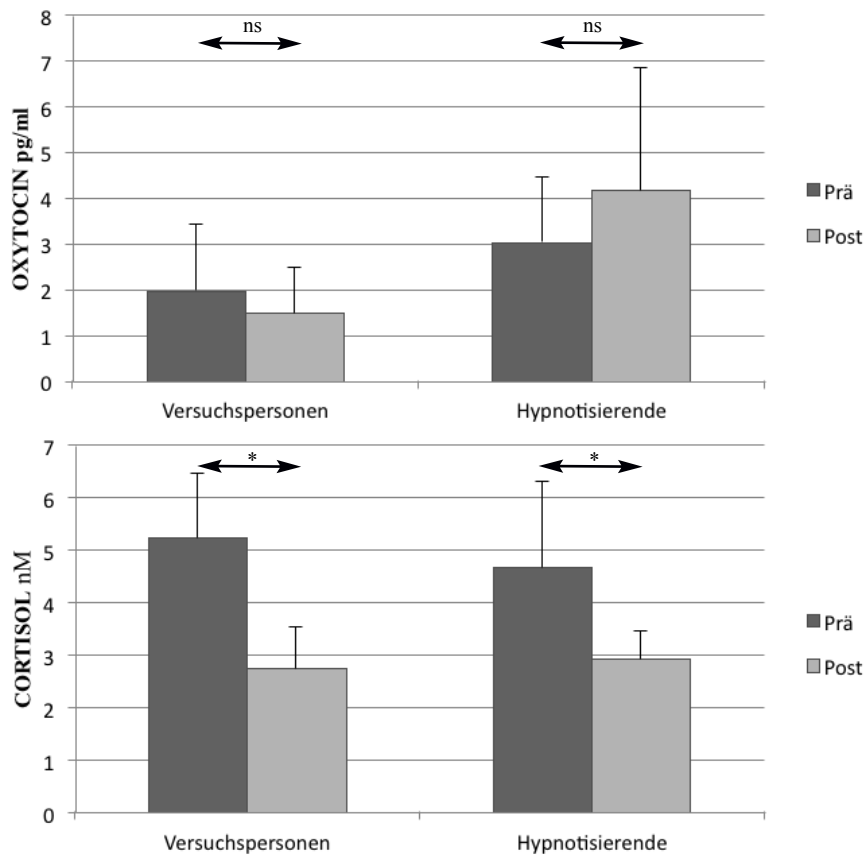 8
7
6
5
4
3
2
1
0
OXYTOCIN pg/ml
ns
ns
Versuchspersonen
Hypnotisierende
Prä
Post
7
6
5
4
3
2
1
0
CORTISOL nM
*
*
Versuchspersonen
Hypnotisierende
Prä
Post